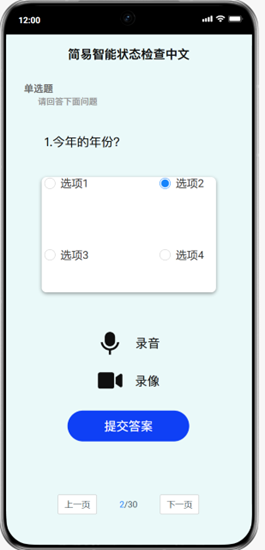 12:00
简易智能状态检查中文
单选题
请回答下面问题
1.今年的年份?
选项1 选项2
选项3 选项4
录音
录像
提交答案
上一页 2/30 下一页